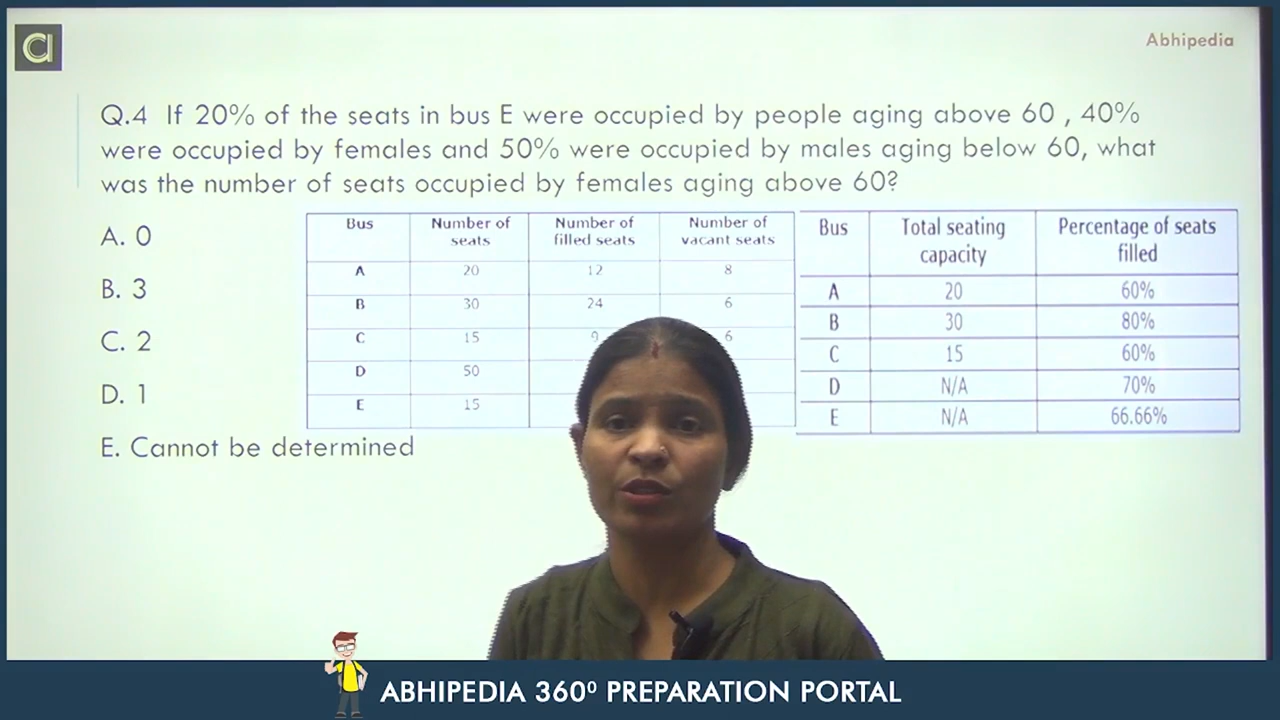 Abhipedia
Q.4 If 20% of the seats in bus E were occupied by people aging above 60 , 40%
were occupied by females and 50% were occupied by males aging below 60, what
was the number of seats occupied by females aging above 60?
A. 0
B. 3
C. 2
D. 1
E. Cannot be determined
Bus Number of seats Number of filled seats Number of vacant seats
A 20 12 8
B 30 24 6
C 15 9 6
D 50
E 15
Bus Total seating capacity Percentage of seats filled
A 20 60%
B 30 80%
C 15 60%
D N/A 70%
E N/A 66.66%
ABHIPEDIA 360⁰ PREPARATION PORTAL